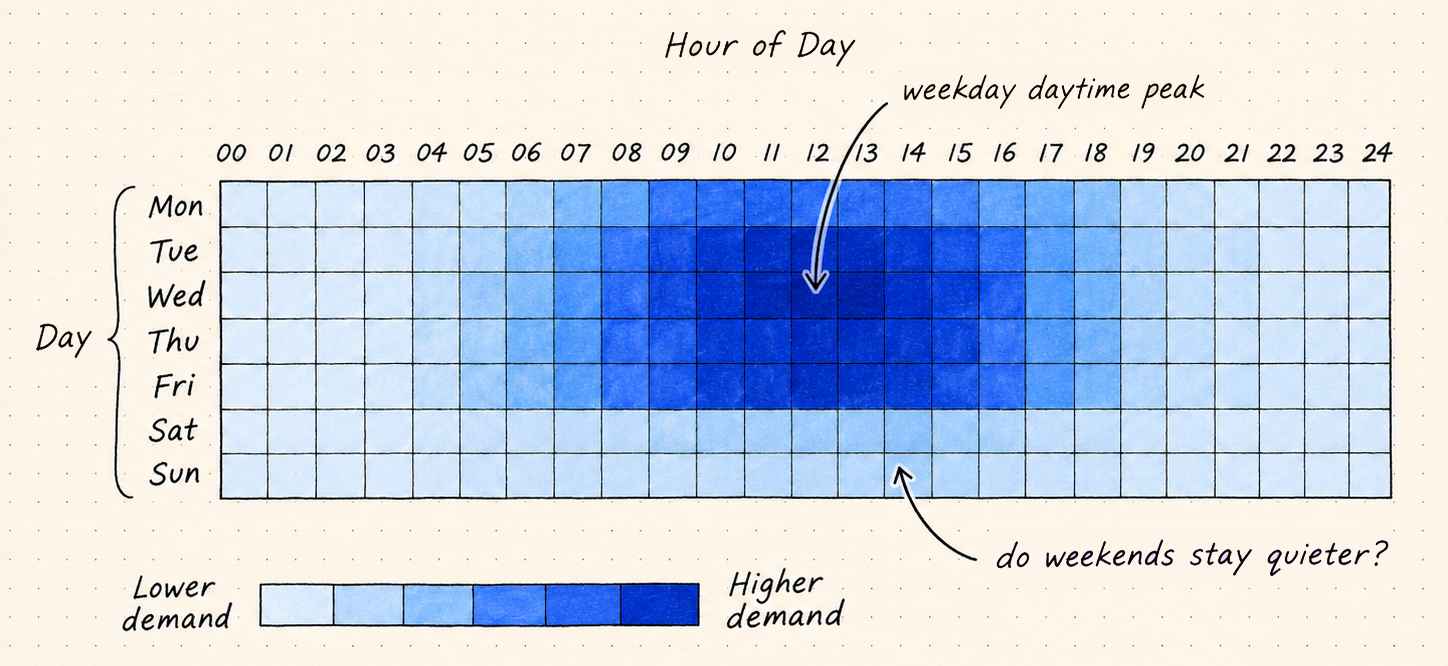 Hour of Day
weekday daytime peak
00 01 02 03 04 05 06 07 08 09 10 11 12 13 14 15 16 17 18 19 20 21 22 23 24
Mon
Tue
Wed
Day
Thu
Fri
Sat
Sun
do weekends stay quieter?
Lower
demand
Higher
demand